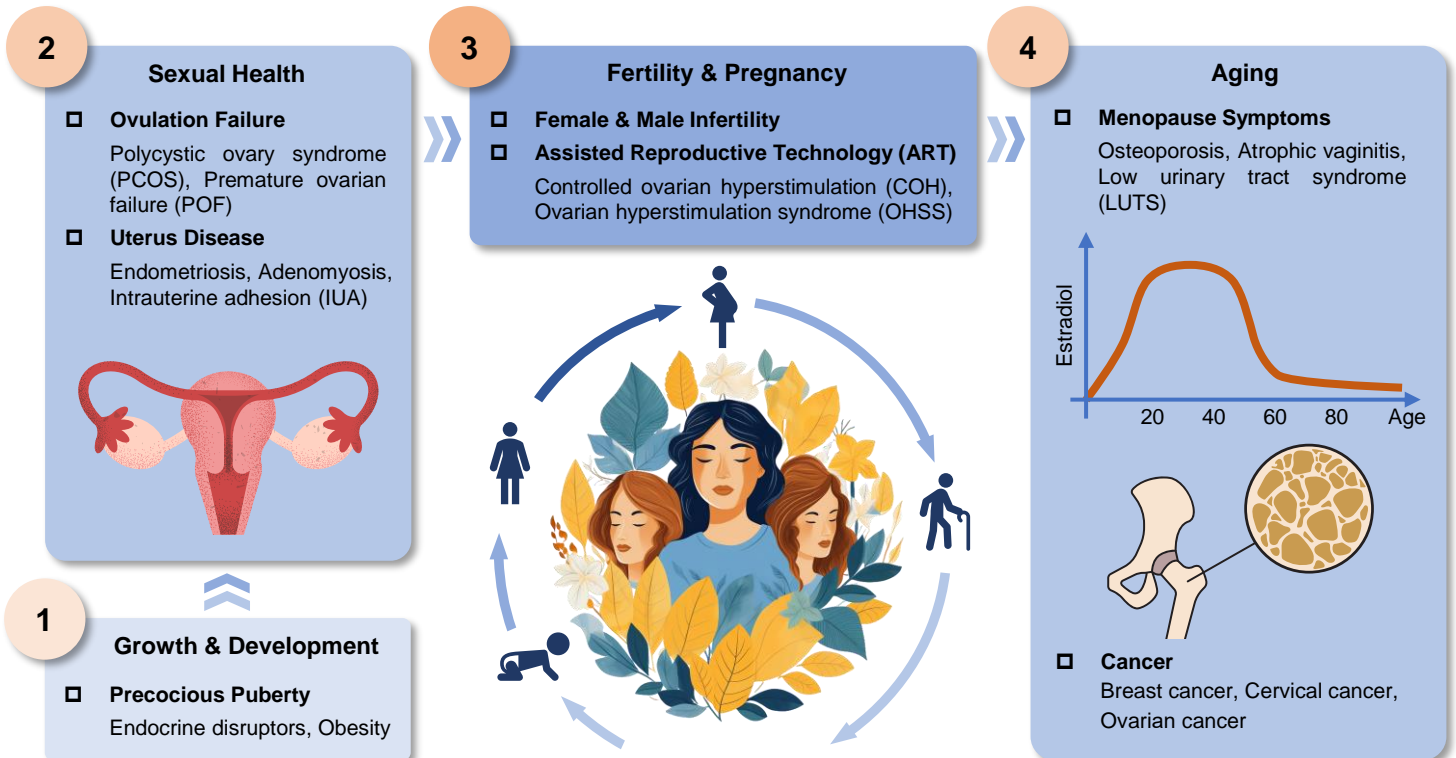 1
Growth & Development
Precocious Puberty
Endocrine disruptors, Obesity
2
Sexual Health
Ovulation Failure
Polycystic ovary syndrome
(PCOS), Premature ovarian
failure (POF)
Uterus Disease
Endometriosis, Adenomyosis,
Intrauterine adhesion (IUA)
3
Fertility & Pregnancy
Female & Male Infertility
Assisted Reproductive Technology (ART)
Controlled ovarian hyperstimulation (COH),
Ovarian hyperstimulation syndrome (OHSS)
4
Aging
Menopause Symptoms
Osteoporosis, Atrophic vaginitis,
Low urinary tract syndrome
(LUTS)
Estradiol
20 40 60 80 Age
Cancer
Breast cancer, Cervical cancer,
Ovarian cancer